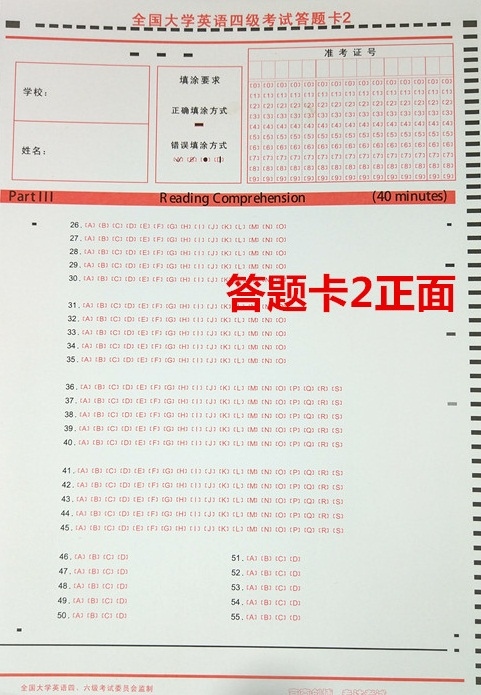 全国大学英语四级考试答题卡2
学校：
姓名：
填涂要求
正确填涂方式
错误填涂方式
准考证号
[0] [0] [0] [0] [0] [0] [0] [0] [0] [0] [0] [0] [0] [0] [0]
[1] [1] [1] [1] [1] [1] [1] [1] [1] [1] [1] [1] [1] [1] [1]
[2] [2] [2] [2] [2] [2] [2] [2] [2] [2] [2] [2] [2] [2] [2]
[3] [3] [3] [3] [3] [3] [3] [3] [3] [3] [3] [3] [3] [3] [3]
[4] [4] [4] [4] [4] [4] [4] [4] [4] [4] [4] [4] [4] [4] [4]
[5] [5] [5] [5] [5] [5] [5] [5] [5] [5] [5] [5] [5] [5] [5]
[6] [6] [6] [6] [6] [6] [6] [6] [6] [6] [6] [6] [6] [6] [6]
[7] [7] [7] [7] [7] [7] [7] [7] [7] [7] [7] [7] [7] [7] [7]
[8] [8] [8] [8] [8] [8] [8] [8] [8] [8] [8] [8] [8] [8] [8]
[9] [9] [9] [9] [9] [9] [9] [9] [9] [9] [9] [9] [9] [9] [9]
Part III Reading Comprehension (40 minutes)
26. [A] [B] [C] [D] [E] [F] [G] [H] [I] [J] [K] [L] [M] [N] [O]
27. [A] [B] [C] [D] [E] [F] [G] [H] [I] [J] [K] [L] [M] [N] [O]
28. [A] [B] [C] [D] [E] [F] [G] [H] [I] [J] [K] [L] [M] [N] [O]
29. [A] [B] [C] [D] [E] [F] [G] [H] [I] [J] [K] [L] [M] [N] [O]
30. [A] [B] [C] [D] [E] [F] [G] [H] [I] [J] [K] [L] [M] [N] [O]
答题卡2正面
31. [A] [B] [C] [D] [E] [F] [G] [H] [I] [J] [K] [L] [M] [N] [O]
32. [A] [B] [C] [D] [E] [F] [G] [H] [I] [J] [K] [L] [M] [N] [O]
33. [A] [B] [C] [D] [E] [F] [G] [H] [I] [J] [K] [L] [M] [N] [O]
34. [A] [B] [C] [D] [E] [F] [G] [H] [I] [J] [K] [L] [M] [N] [O]
35. [A] [B] [C] [D] [E] [F] [G] [H] [I] [J] [K] [L] [M] [N] [O]
36. [A] [B] [C] [D] [E] [F] [G] [H] [I] [J] [K] [L] [M] [N] [O] [P] [Q] [R] [S]
37. [A] [B] [C] [D] [E] [F] [G] [H] [I] [J] [K] [L] [M] [N] [O] [P] [Q] [R] [S]
38. [A] [B] [C] [D] [E] [F] [G] [H] [I] [J] [K] [L] [M] [N] [O] [P] [Q] [R] [S]
39. [A] [B] [C] [D] [E] [F] [G] [H] [I] [J] [K] [L] [M] [N] [O] [P] [Q] [R] [S]
40. [A] [B] [C] [D] [E] [F] [G] [H] [I] [J] [K] [L] [M] [N] [O] [P] [Q] [R] [S]
41. [A] [B] [C] [D] [E] [F] [G] [H] [I] [J] [K] [L] [M] [N] [O] [P] [Q] [R] [S]
42. [A] [B] [C] [D] [E] [F] [G] [H] [I] [J] [K] [L] [M] [N] [O] [P] [Q] [R] [S]
43. [A] [B] [C] [D] [E] [F] [G] [H] [I] [J] [K] [L] [M] [N] [O] [P] [Q] [R] [S]
44. [A] [B] [C] [D] [E] [F] [G] [H] [I] [J] [K] [L] [M] [N] [O] [P] [Q] [R] [S]
45. [A] [B] [C] [D] [E] [F] [G] [H] [I] [J] [K] [L] [M] [N] [O] [P] [Q] [R] [S]
46. [A] [B] [C] [D] 51. [A] [B] [C] [D]
47. [A] [B] [C] [D] 52. [A] [B] [C] [D]
48. [A] [B] [C] [D] 53. [A] [B] [C] [D]
49. [A] [B] [C] [D] 54. [A] [B] [C] [D]
50. [A] [B] [C] [D] 55. [A] [B] [C] [D]
全国大学英语四、六级考试委员会监制